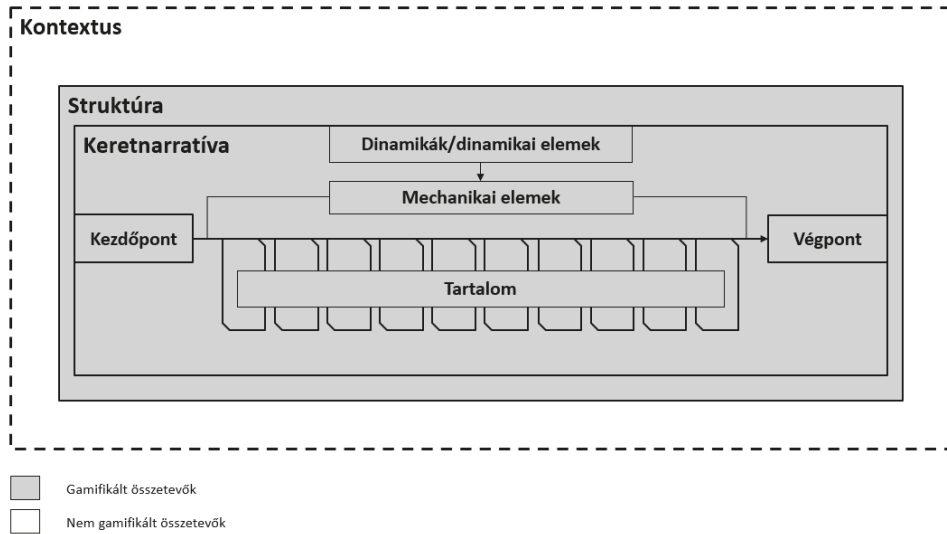 Kontextus
Struktúra
Keretnarratíva
Dinamikák/dinamikai elemek
Mechanikai elemek
Kezdőpont
Végpont
Tartalom
Gamifikált összetevők
Nem gamifikált összetevők